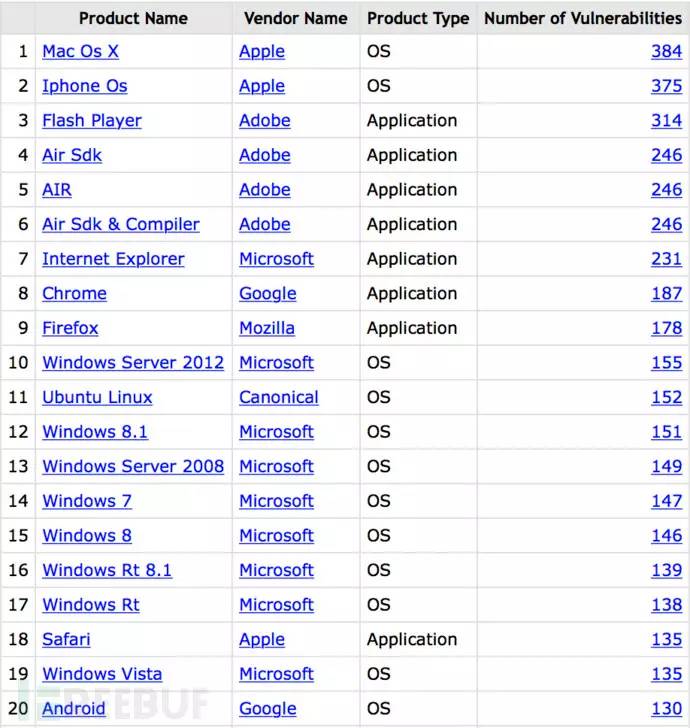 Product Name Vendor Name Product Type Number of Vulnerabilities
1 Mac Os X Apple OS 384
2 Iphone Os Apple OS 375
3 Flash Player Adobe Application 314
4 Air Sdk Adobe Application 246
5 AIR Adobe Application 246
6 Air Sdk & Compiler Adobe Application 246
7 Internet Explorer Microsoft Application 231
8 Chrome Google Application 187
9 Firefox Mozilla Application 178
10 Windows Server 2012 Microsoft OS 155
11 Ubuntu Linux Canonical OS 152
12 Windows 8.1 Microsoft OS 151
13 Windows Server 2008 Microsoft OS 149
14 Windows 7 Microsoft OS 147
15 Windows 8 Microsoft OS 146
16 Windows Rt 8.1 Microsoft OS 139
17 Windows Rt Microsoft OS 138
18 Safari Apple Application 135
19 Windows Vista Microsoft OS 135
20 Android Google OS 130